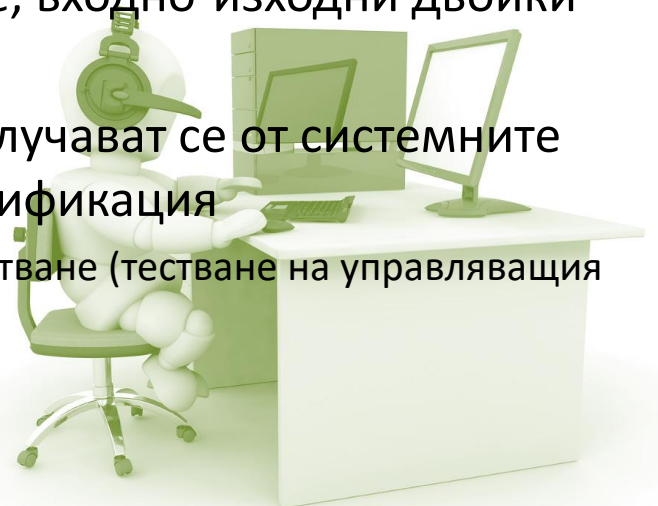 е, входно-изходни двойки
лучават се от системните
ификация
тване (тестване на управляващия